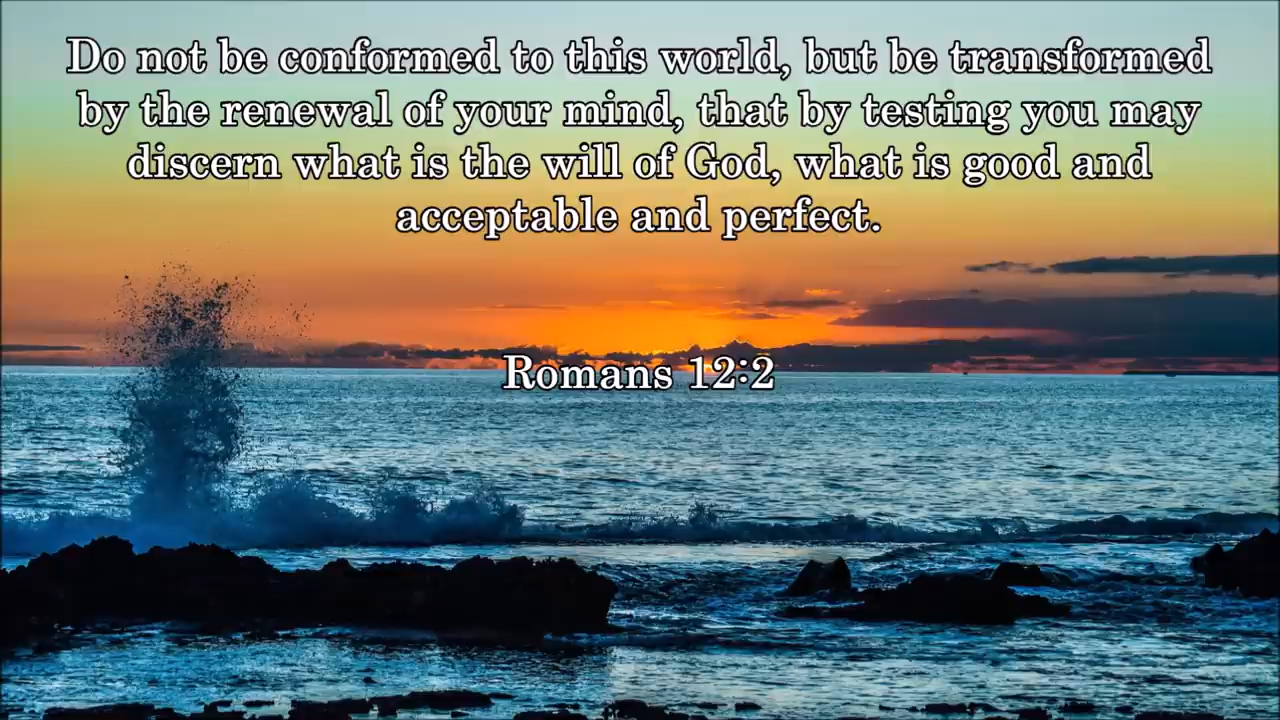 Do not be conformed to this world, but be transformed
by the renewal of your mind, that by testing you may
discern what is the will of God, what is good and
acceptable and perfect.
Romans 12:2